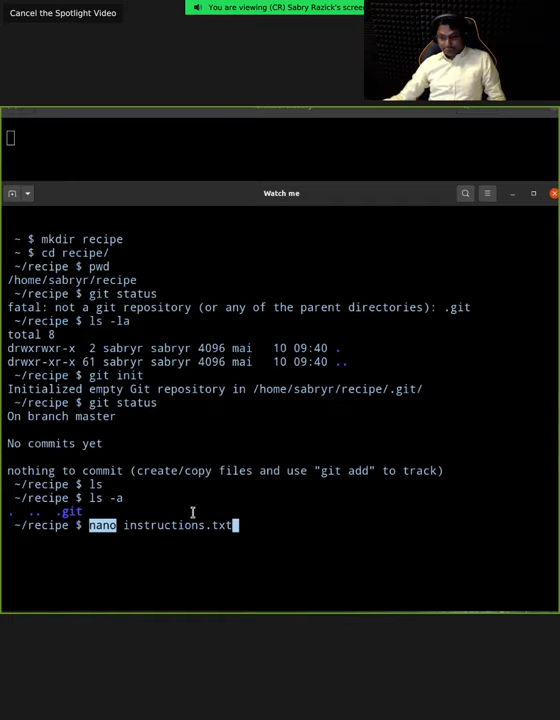 Cancel the Spotlight Video
You are viewing (CR) Sabry Razick's screen
Watch me
~ $ mkdir recipe
~ $ cd recipe/
~/recipe $ pwd
/home/sabryr/recipe
~/recipe $ git status
fatal: not a git repository (or any of the parent directories): .git
~/recipe $ ls -la
total 8
drwxrwxr-x  2 sabryr sabryr 4096 mai   10 09:40 .
drwxr-xr-x 61 sabryr sabryr 4096 mai   10 09:40 ..
~/recipe $ git init
Initialized empty Git repository in /home/sabryr/recipe/.git/
~/recipe $ git status
On branch master
No commits yet
nothing to commit (create/copy files and use "git add" to track)
~/recipe $ ls
~/recipe $ ls -a
.  ..  .git
~/recipe $ nano instructions.txt